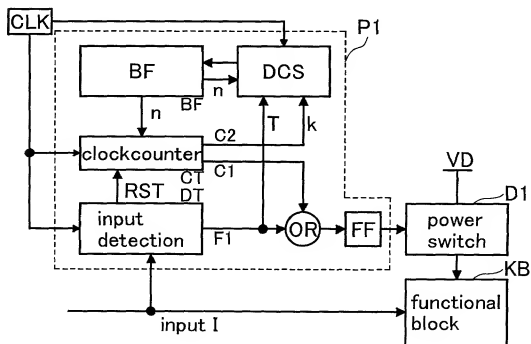 CLK
P1
BF
DCS
BF
n
n
T
k
clockcounter
C2
C1
CT
RST
DT
VD
D1
input
detection
F1
OR
FF
power
switch
KB
functional
block
input I